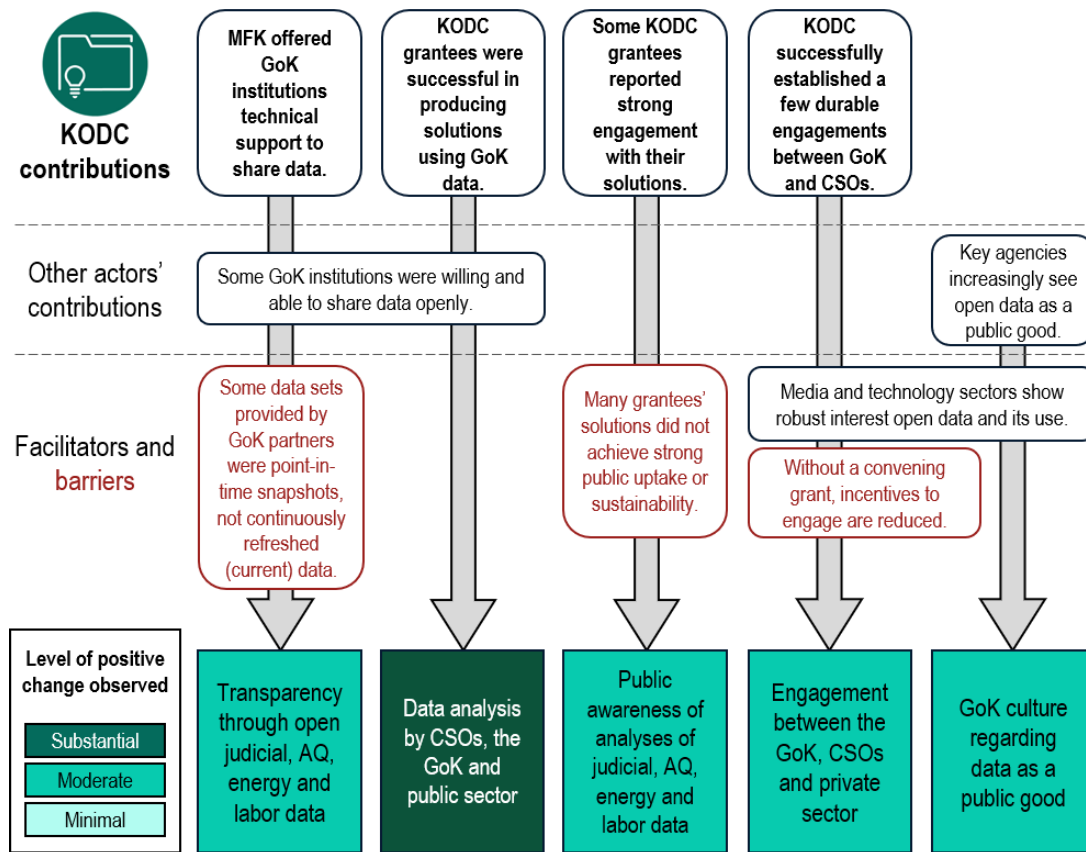 KODC
contributions
MFK offered
GoK
institutions
technical
support to
share data.
KODC
grantees were
successful in
producing
solutions
using GoK
data.
Some KODC
grantees
reported
strong
engagement
with their
solutions.
KODC
successfully
established a
few durable
engagements
between GoK
and CSOs.
Other actors'
contributions
Some GoK institutions were willing and
able to share data openly.
Key agencies
increasingly see
open data as a
public good.
Facilitators and
barriers
Some data sets
provided by
GoK partners
were point-in-
time snapshots,
not continuously
refreshed
(current) data.
Many grantees'
solutions did not
achieve strong
public uptake or
sustainability.
Media and technology sectors show
robust interest open data and its use.
Without a convening
grant, incentives to
engage are reduced.
Level of positive
change observed
Substantial
Moderate
Minimal
Transparency
through open
judicial, AQ,
energy and
labor data
Data analysis
by CSOs, the
GoK and
public sector
Public
awareness of
analyses of
judicial, AQ,
energy and
labor data
Engagement
between the
GoK, CSOs
and private
sector
GoK culture
regarding
data as a
public good